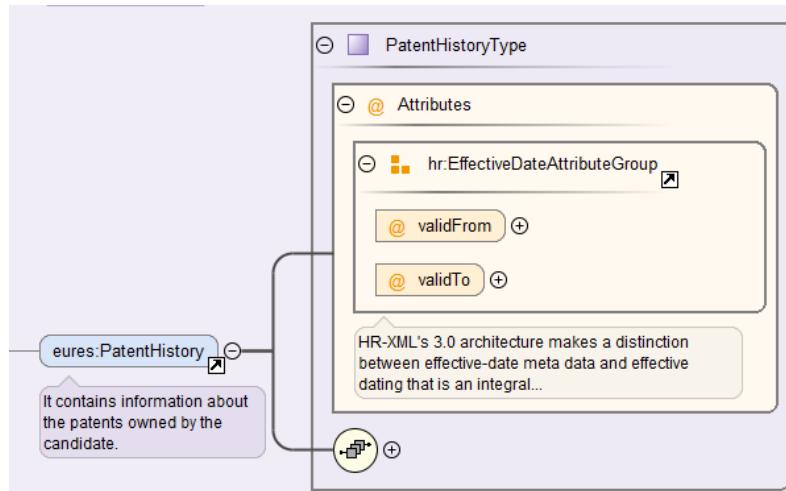 PatentHistoryType
@ Attributes
hr:EffectiveDateAttributeGroup
@ validFrom
@ validTo
HR-XML's 3.0 architecture makes a distinction
between effective-date meta data and effective
dating that is an integral...
eures:PatentHistory
It contains information about
the patents owned by the
candidate.